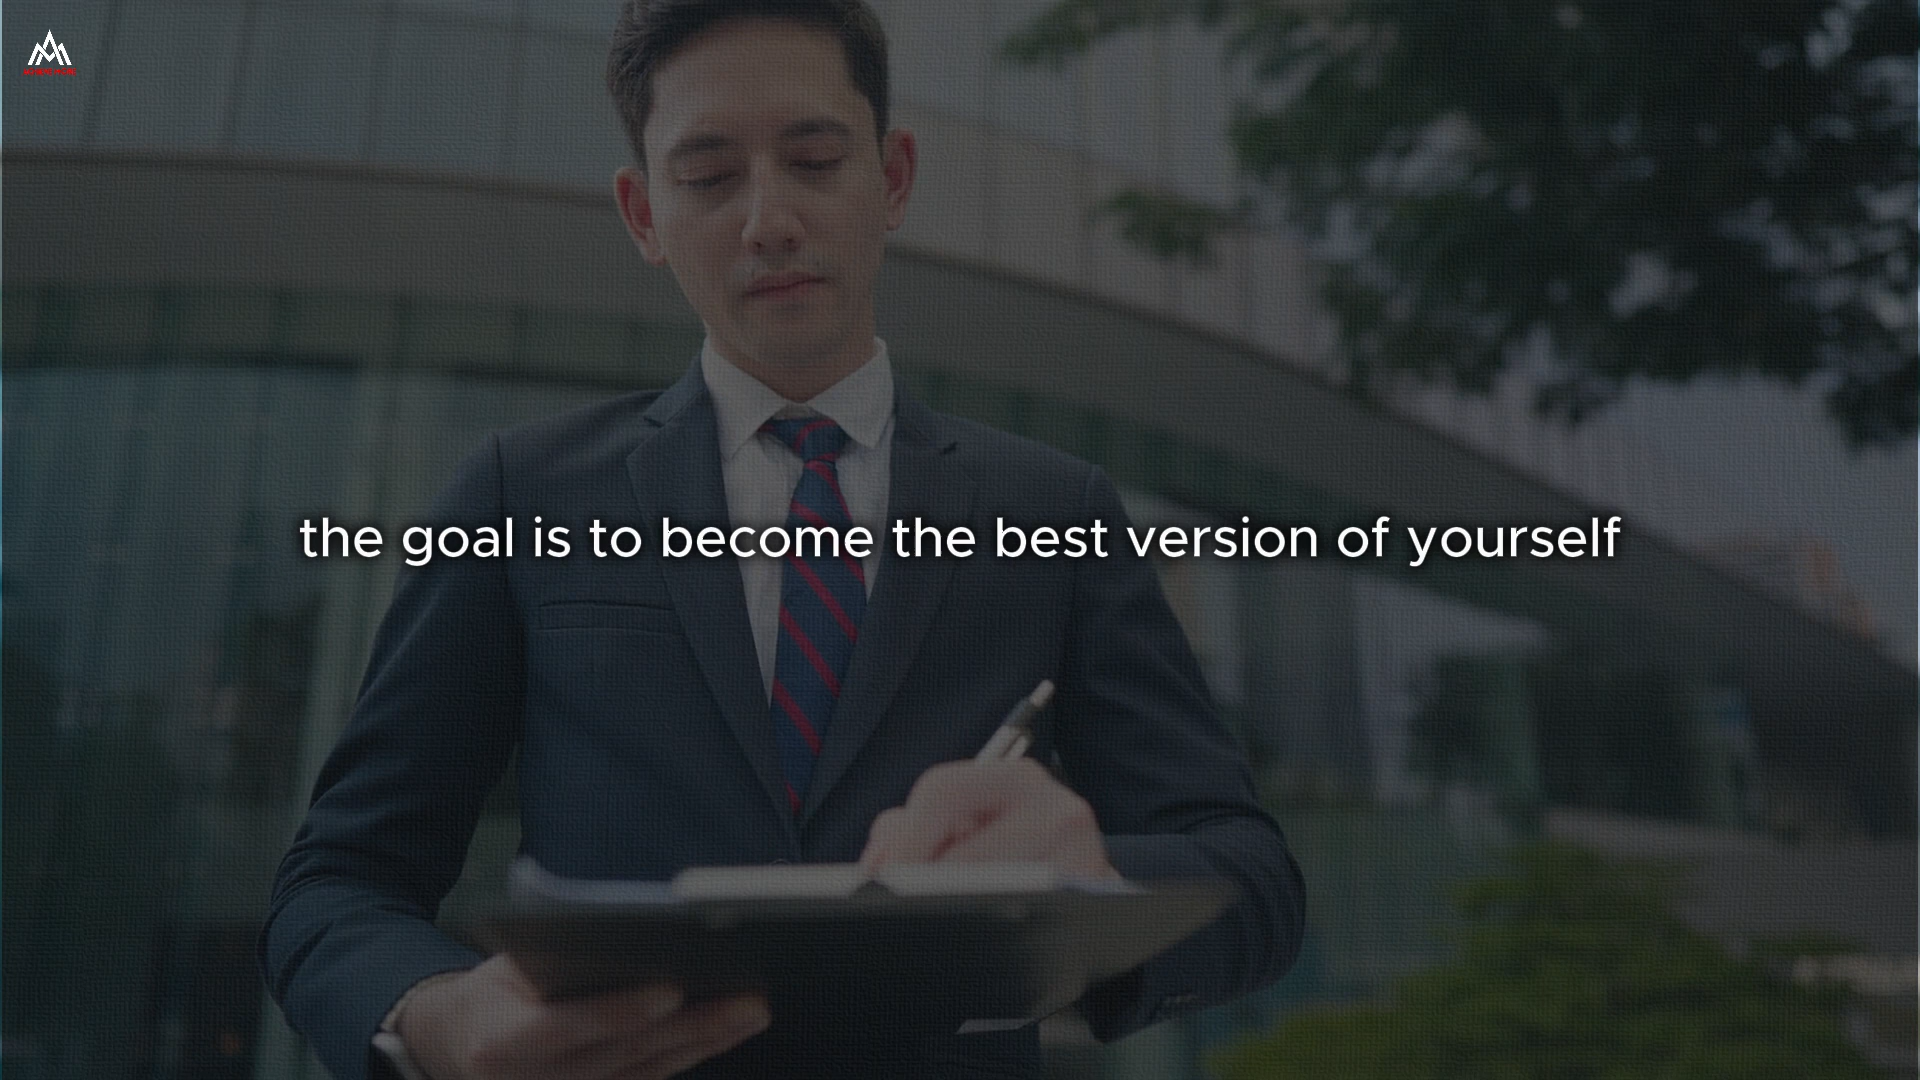 the goal is to become the best version of yourself